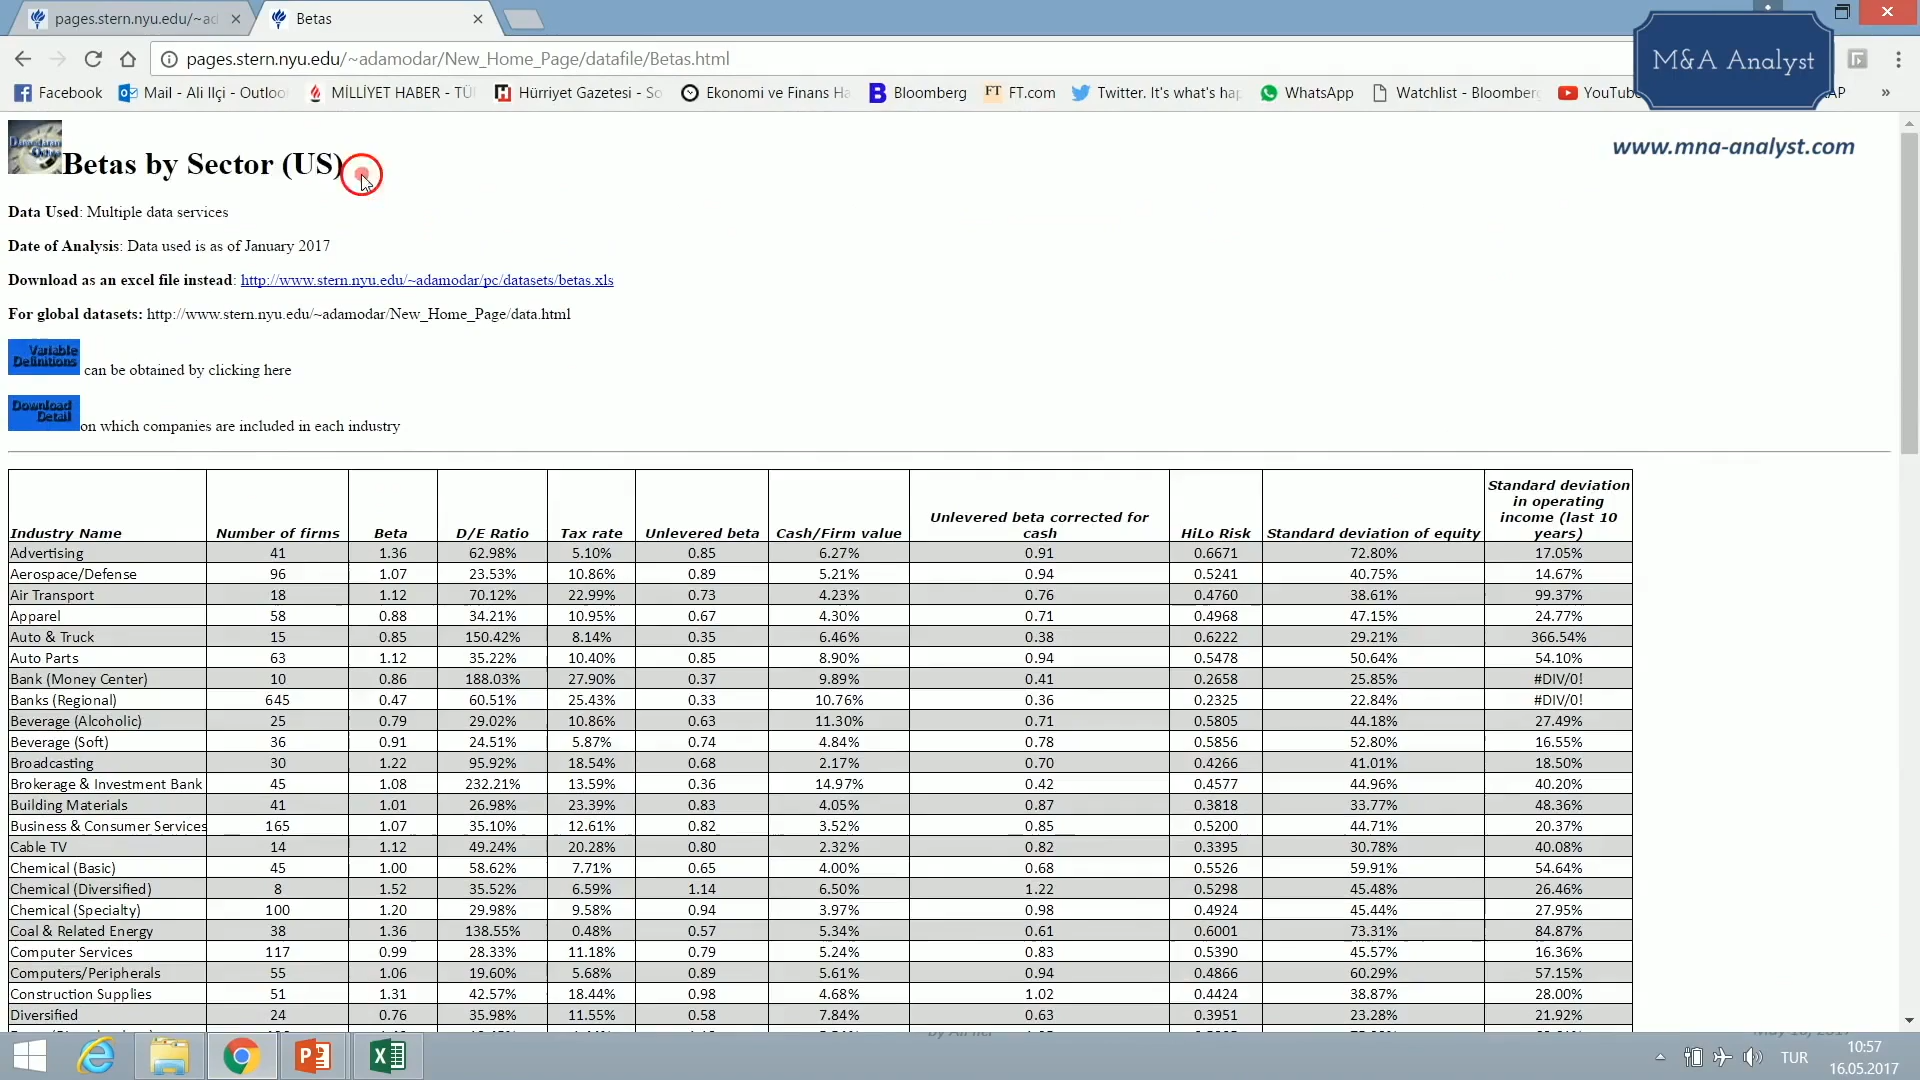 pages.stern.nyu.edu/~ad
Betas
pages.stern.nyu.edu/~adamodar/New_Home_Page/datafile/Betas.html
M&A Analyst
Facebook
Mail - Ali Ilçi - Outloo
MİLLİYET HABER - TÜ
Hürriyet Gazetesi - So
Ekonomi ve Finans Ha
Bloomberg
FT FT.com
Twitter. It's what's hap
WhatsApp
Watchlist - Bloomber
YouTub
AP
»
www.mna-analyst.com
Betas by Sector (US)
Data Used: Multiple data services
Date of Analysis: Data used is as of January 2017
Download as an excel file instead: http://www.stern.nyu.edu/~adamodar/pc/datasets/betas.xls
For global datasets: http://www.stern.nyu.edu/~adamodar/New_Home_Page/data.html
Variable Definitions can be obtained by clicking here
Download Detail on which companies are included in each industry
Industry Name Number of firms Beta D/E Ratio Tax rate Unlevered beta Cash/Firm value Unlevered beta corrected for cash HiLo Risk Standard deviation of equity Standard deviation in operating income (last 10 years)
Advertising 41 1.36 62.98% 5.10% 0.85 6.27% 0.91 0.6671 72.80% 17.05%
Aerospace/Defense 96 1.07 23.53% 10.86% 0.89 5.21% 0.94 0.5241 40.75% 14.67%
Air Transport 18 1.12 70.12% 22.99% 0.73 4.23% 0.76 0.4760 38.61% 99.37%
Apparel 58 0.88 34.21% 10.95% 0.67 4.30% 0.71 0.4968 47.15% 24.77%
Auto & Truck 15 0.85 150.42% 8.14% 0.35 6.46% 0.38 0.6222 29.21% 366.54%
Auto Parts 63 1.12 35.22% 10.40% 0.85 8.90% 0.94 0.5478 50.64% 54.10%
Bank (Money Center) 10 0.86 188.03% 27.90% 0.37 9.89% 0.41 0.2658 25.85% #DIV/0!
Banks (Regional) 645 0.47 60.51% 25.43% 0.33 10.76% 0.36 0.2325 22.84% #DIV/0!
Beverage (Alcoholic) 25 0.79 29.02% 10.86% 0.63 11.30% 0.71 0.5805 44.18% 27.49%
Beverage (Soft) 36 0.91 24.51% 5.87% 0.74 4.84% 0.78 0.5856 52.80% 16.55%
Broadcasting 30 1.22 95.92% 18.54% 0.68 2.17% 0.70 0.4266 41.01% 18.50%
Brokerage & Investment Bank 45 1.08 232.21% 13.59% 0.36 14.97% 0.42 0.4577 44.96% 40.20%
Building Materials 41 1.01 26.98% 23.39% 0.83 4.05% 0.87 0.3818 33.77% 48.36%
Business & Consumer Services 165 1.07 35.10% 12.61% 0.82 3.52% 0.85 0.5200 44.71% 20.37%
Cable TV 14 1.12 49.24% 20.28% 0.80 2.32% 0.82 0.3395 30.78% 40.08%
Chemical (Basic) 45 1.00 58.62% 7.71% 0.65 4.00% 0.68 0.5526 59.91% 54.64%
Chemical (Diversified) 8 1.52 35.52% 6.59% 1.14 6.50% 1.22 0.5298 45.48% 26.46%
Chemical (Specialty) 100 1.20 29.98% 9.58% 0.94 3.97% 0.98 0.4924 45.44% 27.95%
Coal & Related Energy 38 1.36 138.55% 0.48% 0.57 5.34% 0.61 0.6001 73.31% 84.87%
Computer Services 117 0.99 28.33% 11.18% 0.79 5.24% 0.83 0.5390 45.57% 16.36%
Computers/Peripherals 55 1.06 19.60% 5.68% 0.89 5.61% 0.94 0.4866 60.29% 57.15%
Construction Supplies 51 1.31 42.57% 18.44% 0.98 4.68% 1.02 0.4424 38.87% 28.00%
Diversified 24 0.76 35.98% 11.55% 0.58 7.84% 0.63 0.3951 23.28% 21.92%
TUR
10:57
16.05.2017